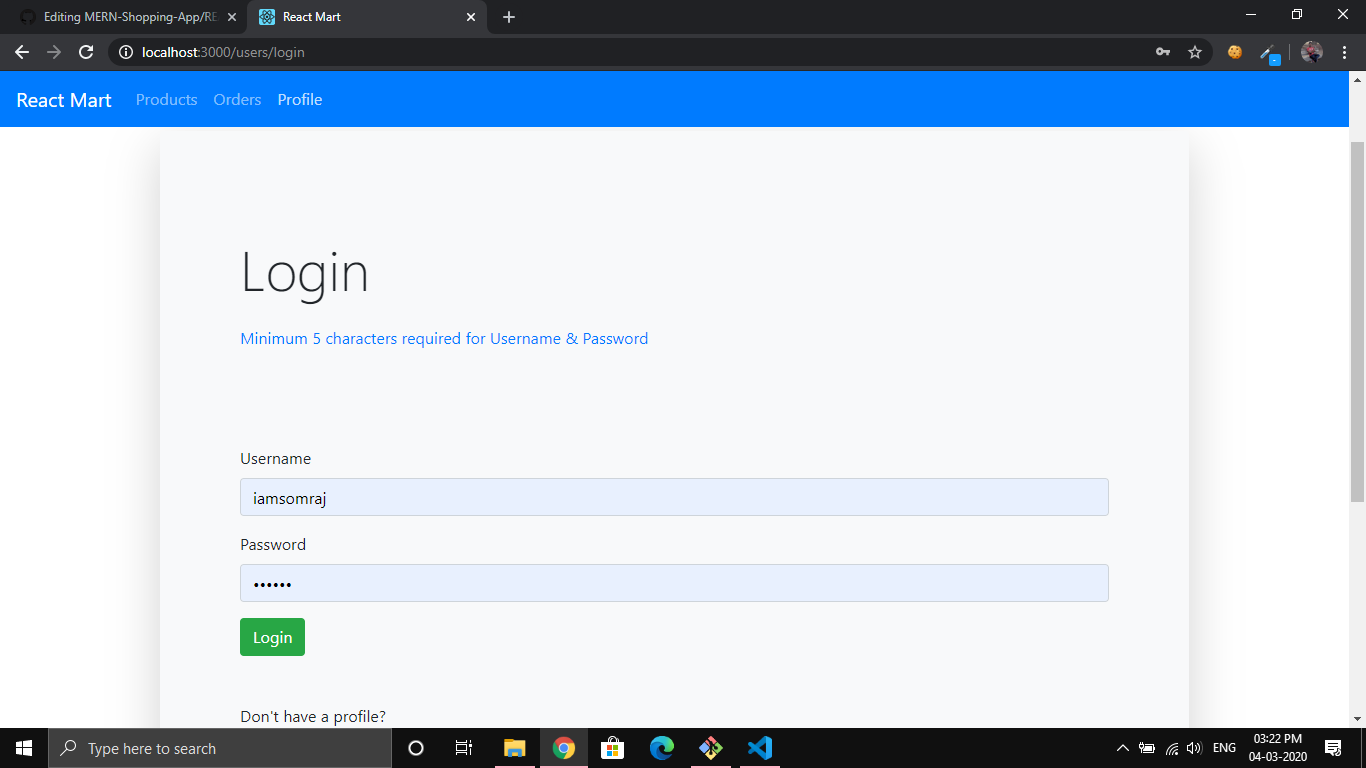 Editing MERN-Shopping-App/RE
React Mart
localhost:3000/users/login
React Mart Products Orders Profile
Login
Minimum 5 characters required for Username & Password
Username
iamsomraj
Password
••••••
Login
Don't have a profile?
Type here to search
ENG
03:22 PM
04-03-2020